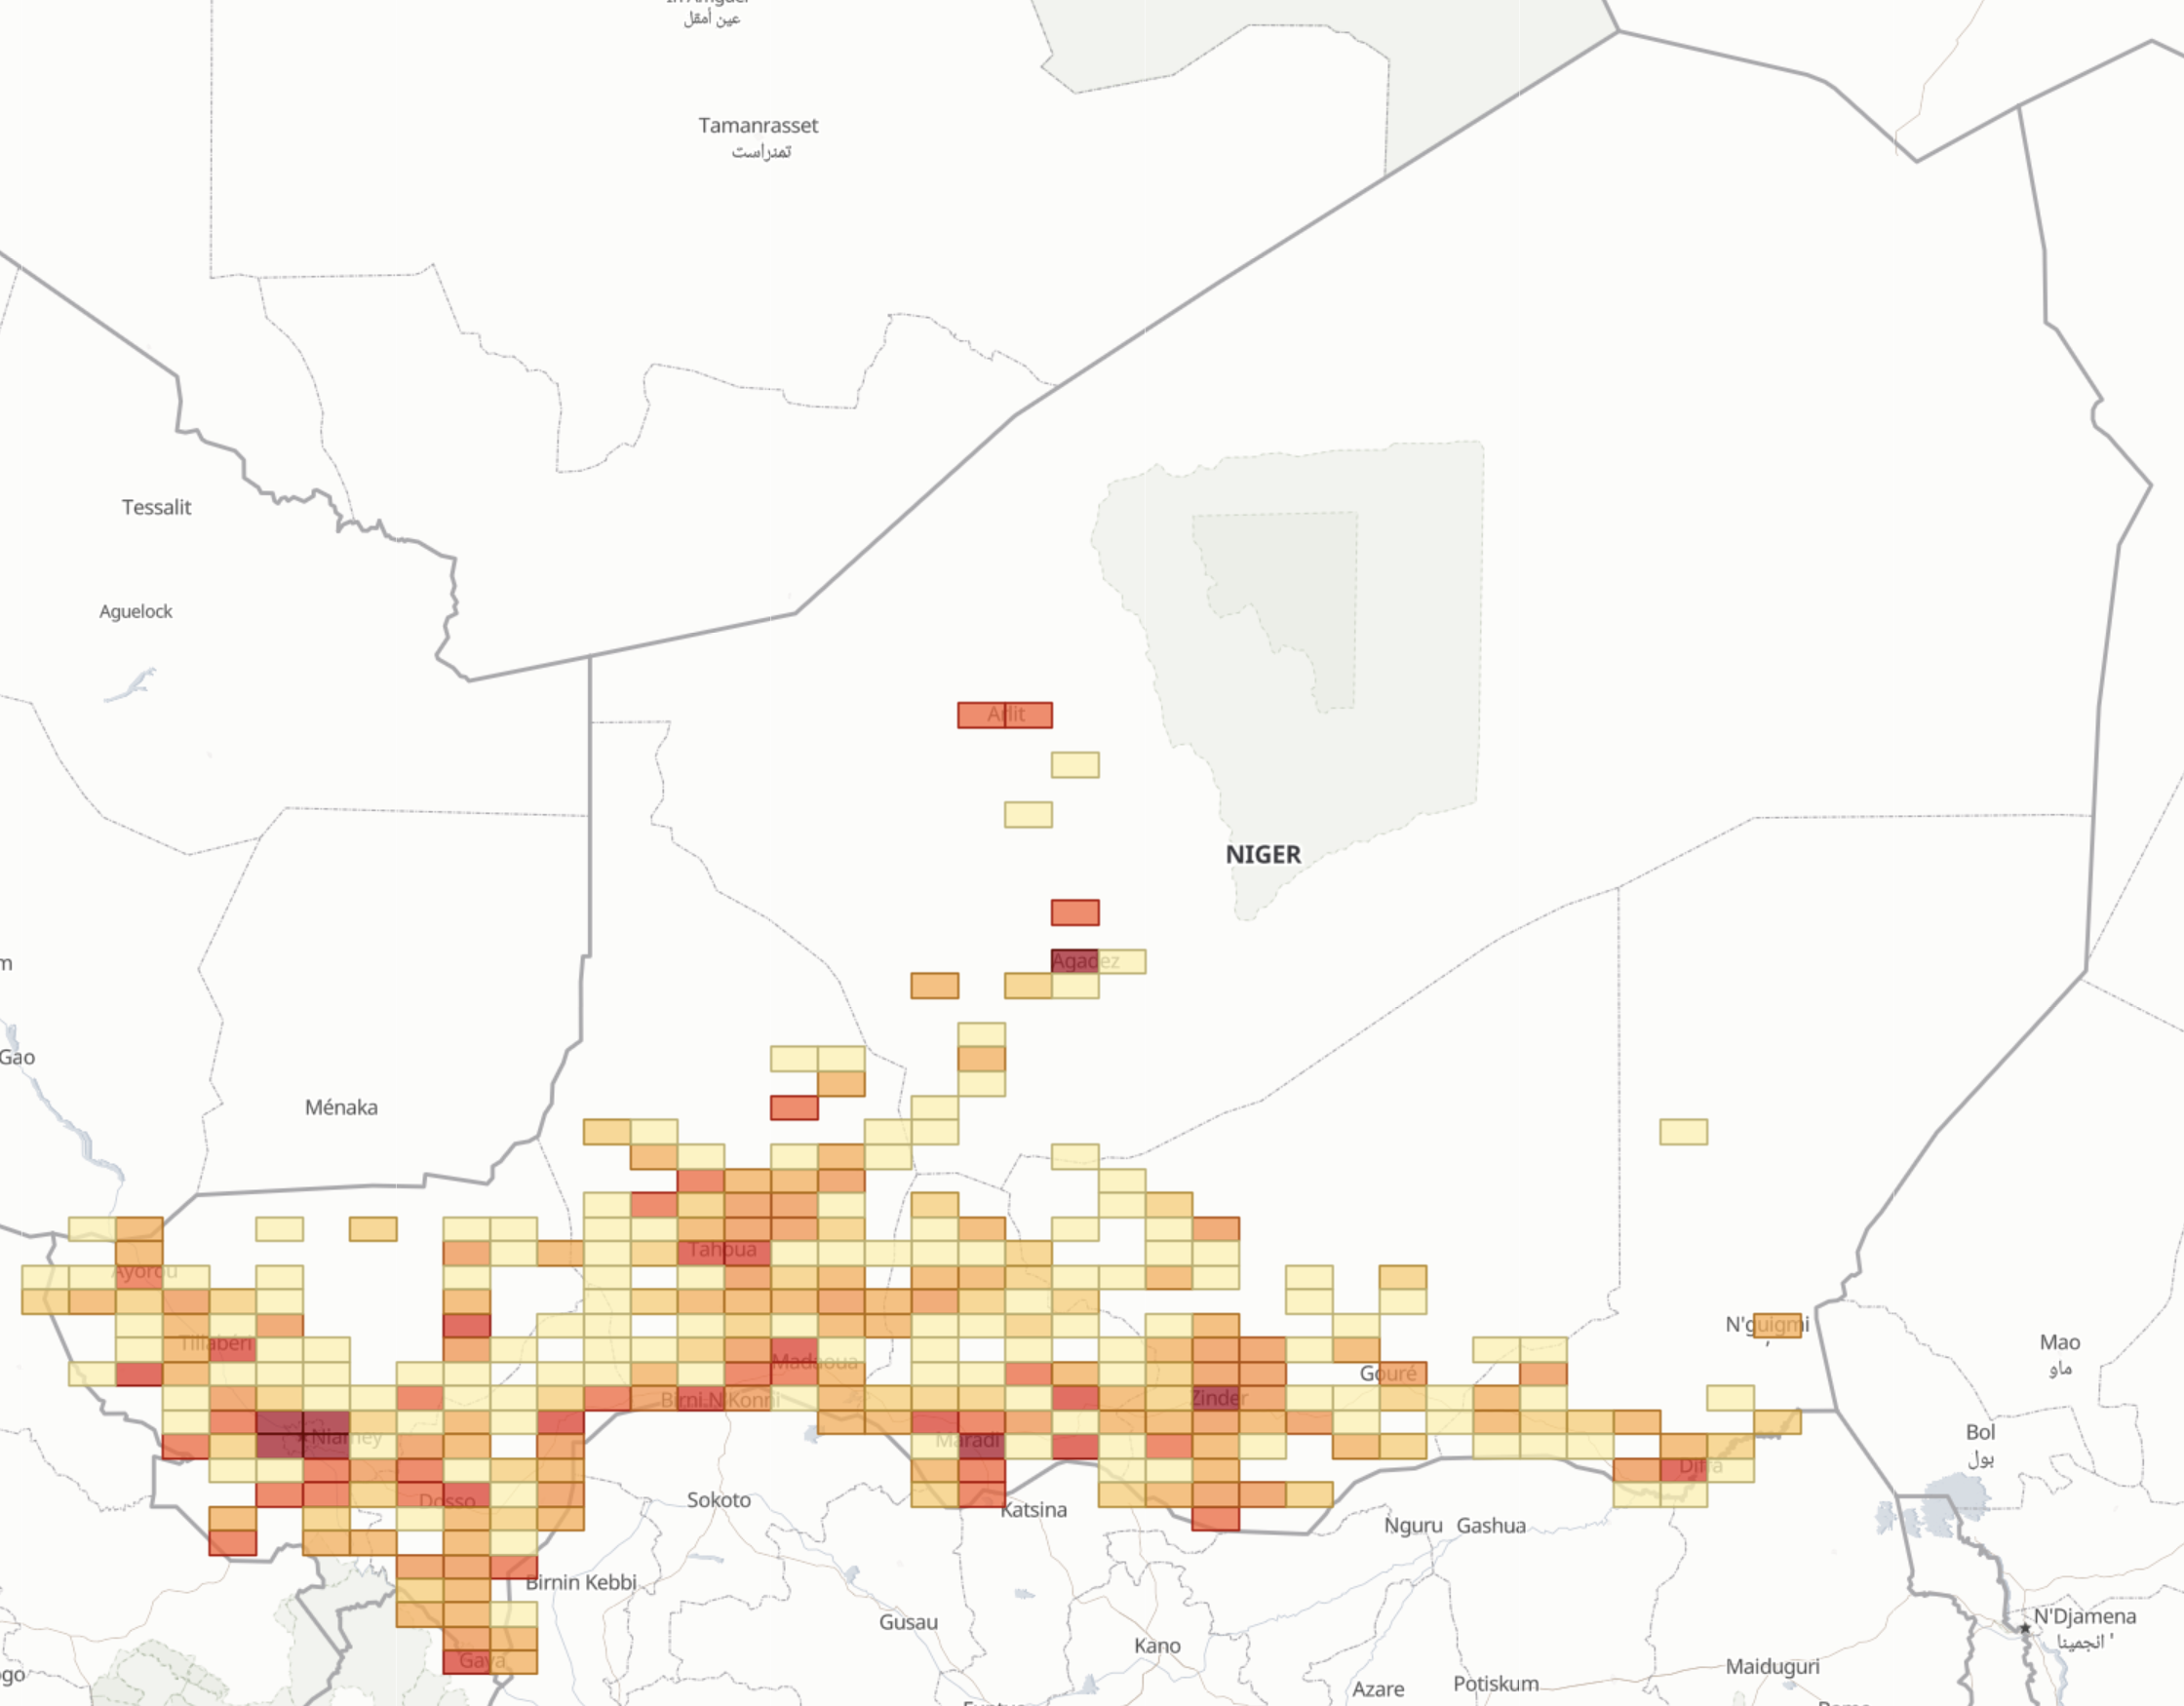 عين أمقل
Tamanrasset
تمنراست
Tessalit
Aguelock
Arlit
NIGER
Agadez
Gao
Ménaka
Tahoua
Ayorou
N'guigmi
Tillabéri
Mao
ماو
Madaoua
Gouré
Birni N Konni
Zinder
Niamey
Maradi
Bol
بول
Diffa
Dosso
Sokoto
Katsina
Nguru
Gashua
Birnin Kebbi
Gusau
N'Djamena
انجمينا '
Kano
Gaya
Maiduguri
Azare
Potiskum